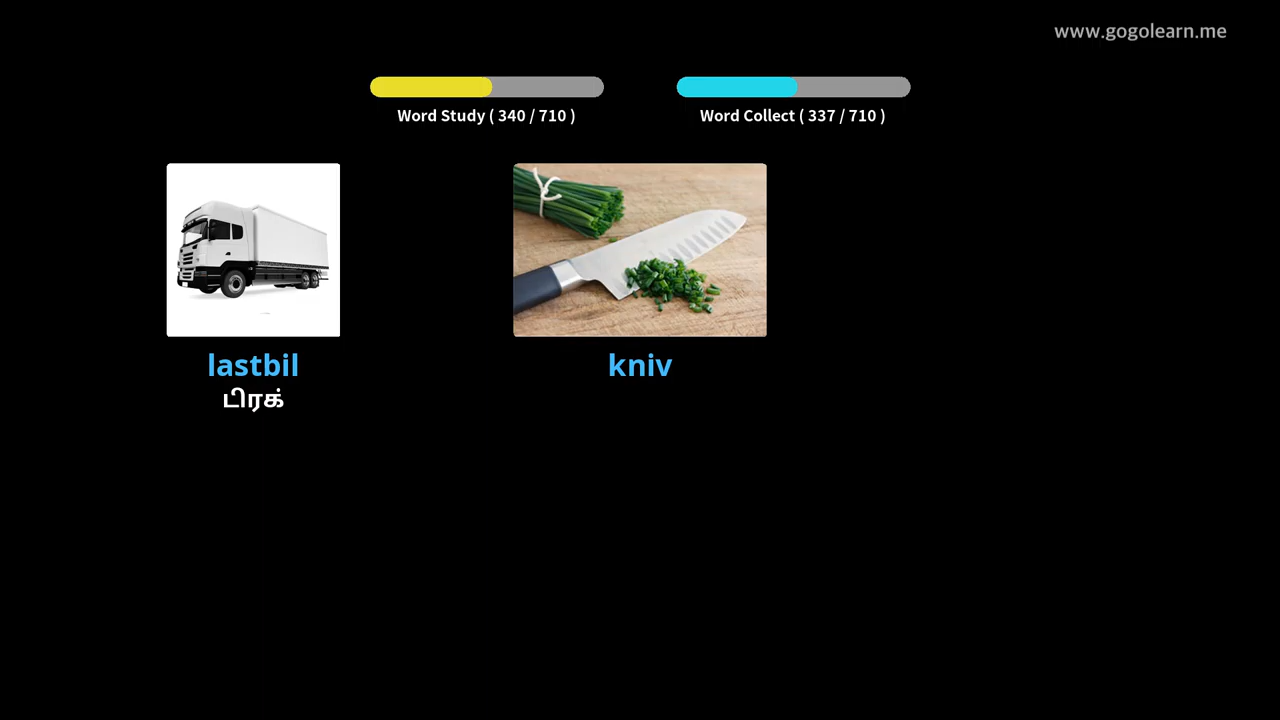 www.gogolearn.me
Word Study ( 340 / 710 )
Word Collect ( 337 / 710 )
lastbil
பிரக்
kniv